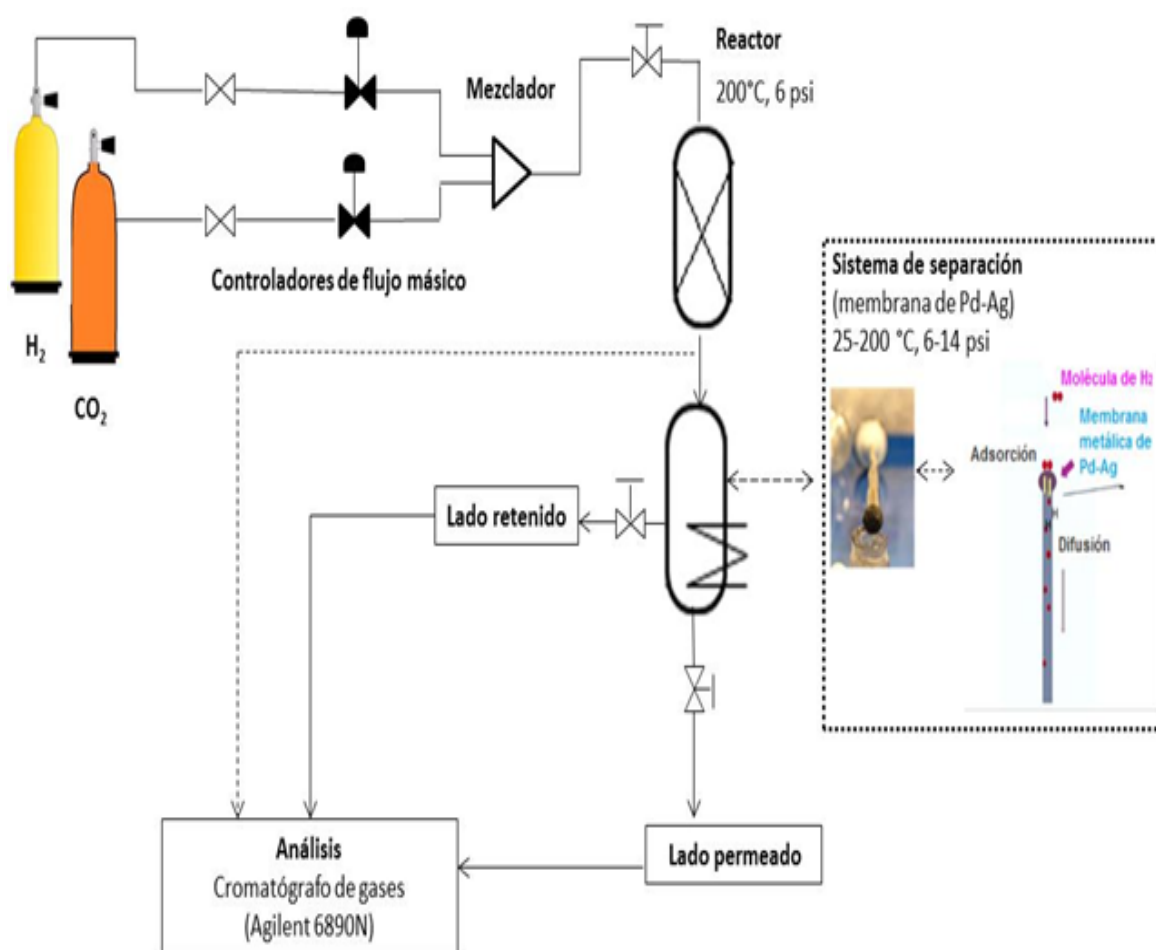 Reactor
200°C, 6 psi
Mezclador
Controladores de flujo másico
H2
CO2
Sistema de separación
(membrana de Pd-Ag)
25-200 °C, 6-14 psi
Molécula de H2
Membrana
metálica de
Pd-Ag
Adsorción
H
H
Difusión
Lado retenido
Lado permeado
Análisis
Cromatógrafo de gases
(Agilent 6890N)